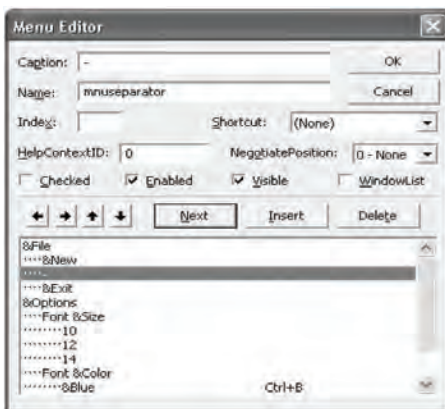 Menu Editor
Caption: -
OK
Name: mnuseparator
Cancel
Index:
Shortcut: (None)
HelpContextID: 0
NegotiatePosition: 0 - None
Checked
Enabled
Visible
WindowList
Next
Insert
Delete
&File
····&New
····-
····&Exit
&Options
····Font &Size
········10
········12
········14
····Font &Color
········&Blue Ctrl+B